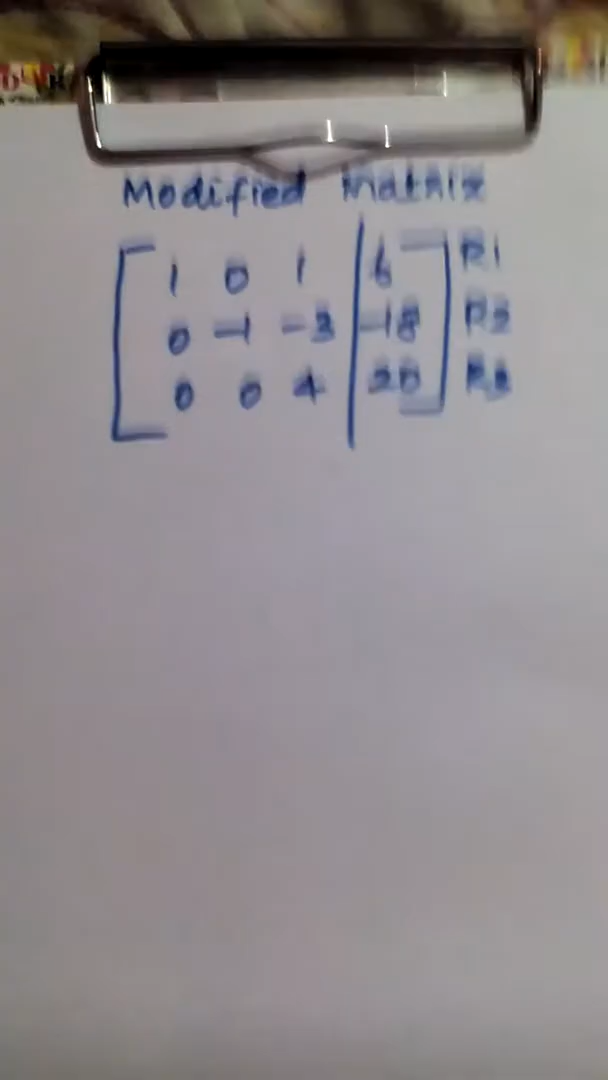 Modified Matrix
1 0 1 6 R1
0 -1 -3 -18 R2
0 0 4 20 R3